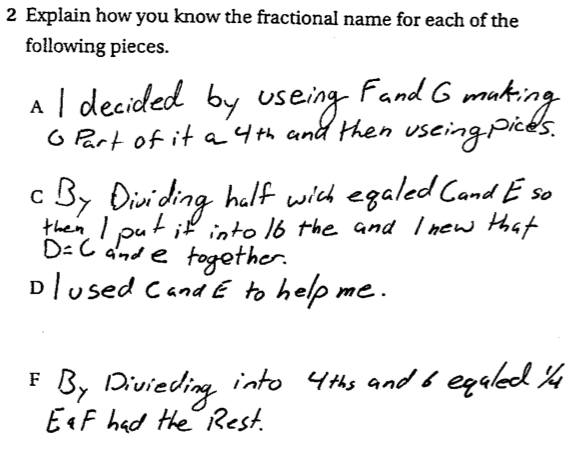 2 Explain how you know the fractional name for each of the
following pieces.
A I decided by useing F and G making
G Part of it a 4th and then useing pices.
C By Dividing half wich eqaled C and E so
then I put it into 16 the and I new that
D=C and e together.
D I used C and E to help me.
F By Divieding into 4ths and 6 eqaled 1/4
E & F had the Rest.